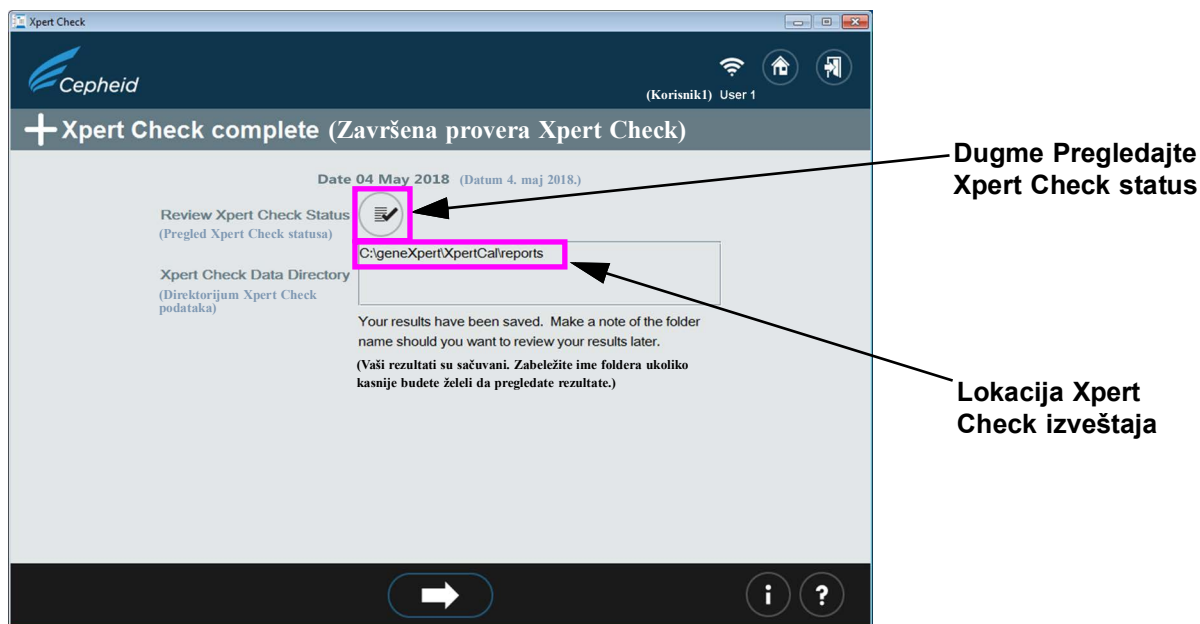 Xpert Check
Cepheid
(Korisnik1) User 1
Xpert Check complete (Završena provera Xpert Check)
Date 04 May 2018 (Datum 4. maj 2018.)
Dugme Pregledajte
Xpert Check status
Review Xpert Check Status
(Pregled Xpert Check statusa)
C:\geneXpert\XpertCal\reports
Xpert Check Data Directory
(Direktorijum Xpert Check
podataka)
Your results have been saved. Make a note of the folder
name should you want to review your results later.
(Vaši rezultati su sačuvani. Zabeležite ime foldera ukoliko
kasnije budete želeli da pregledate rezultate.)
Lokacija Xpert
Check izveštaja
i ?